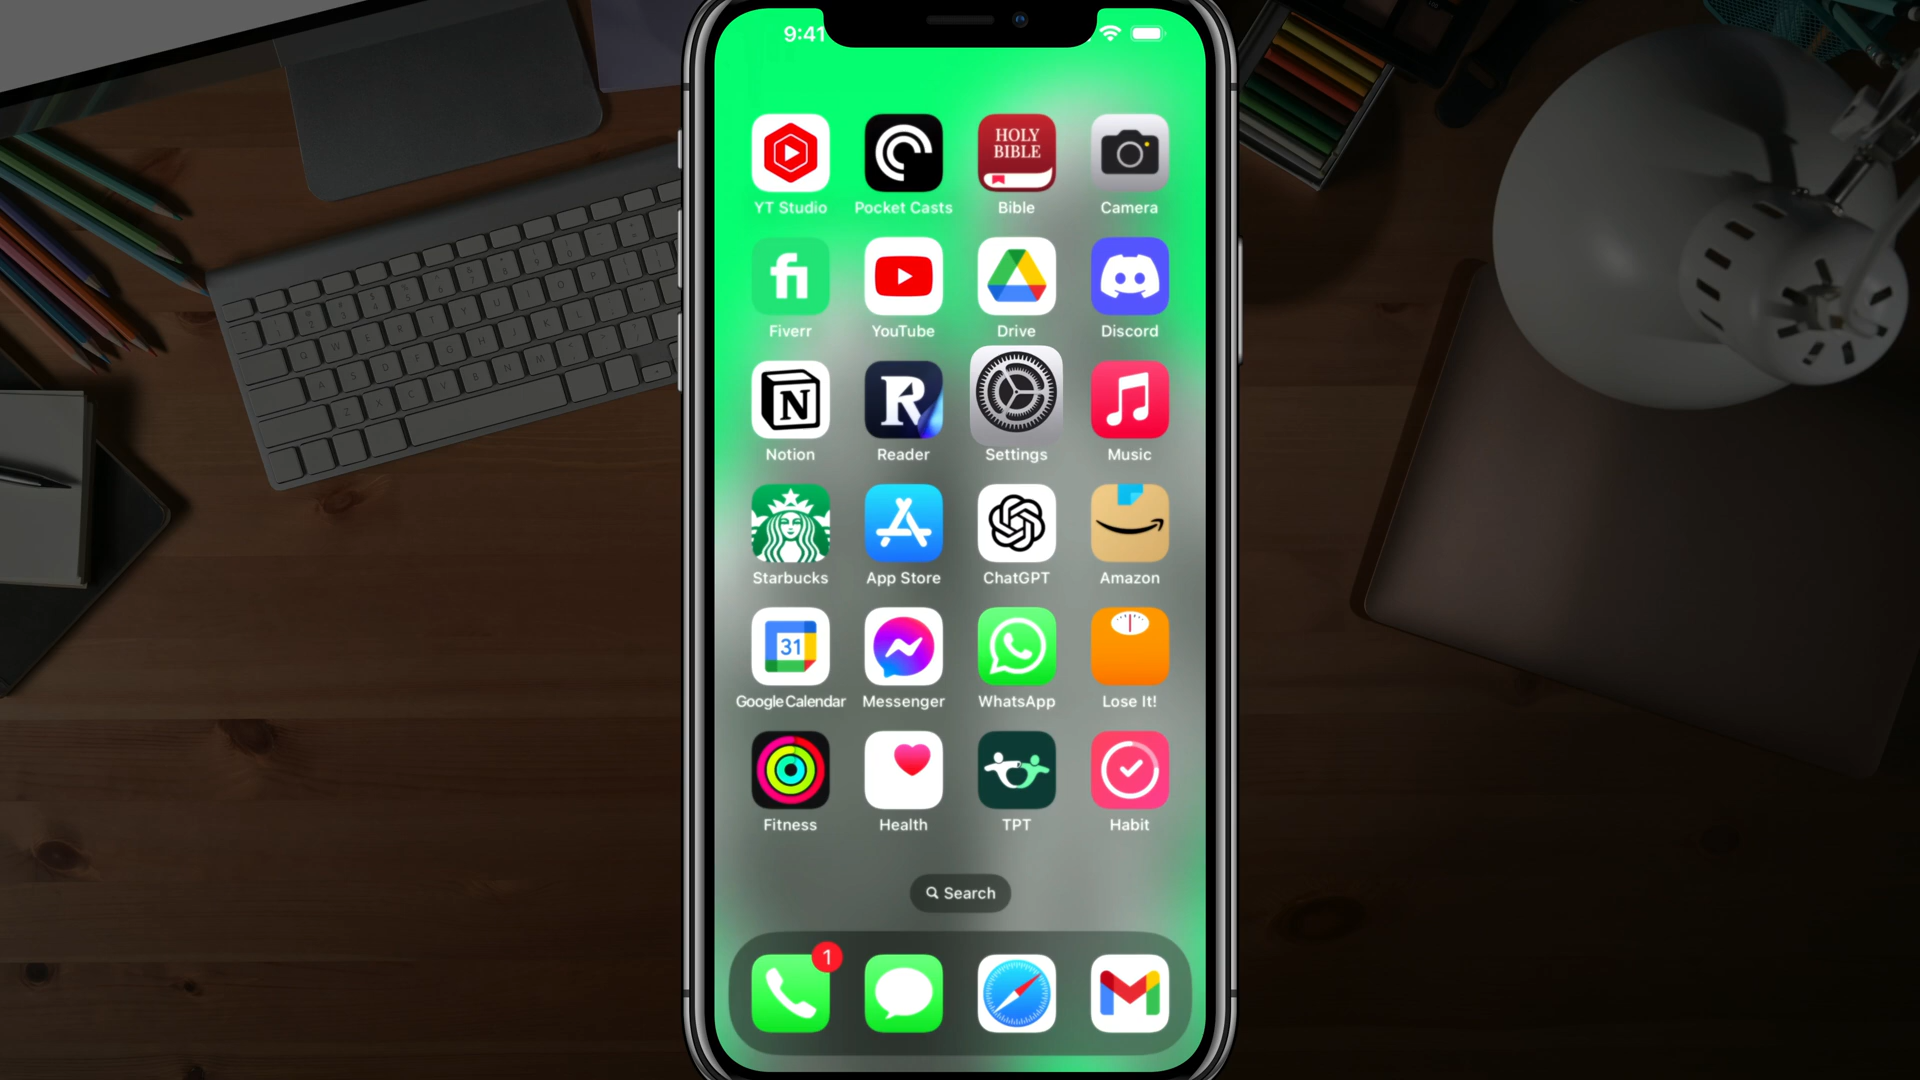 9:41
HOLY
BIBLE
YT Studio
Pocket Casts
Bible
Camera
fi
Fiverr
YouTube
Drive
Discord
N
R
Notion
Reader
Settings
Music
Starbucks
App Store
ChatGPT
Amazon
31
Google Calendar
Messenger
WhatsApp
Lose It!
Fitness
Health
TPT
Habit
Search
1